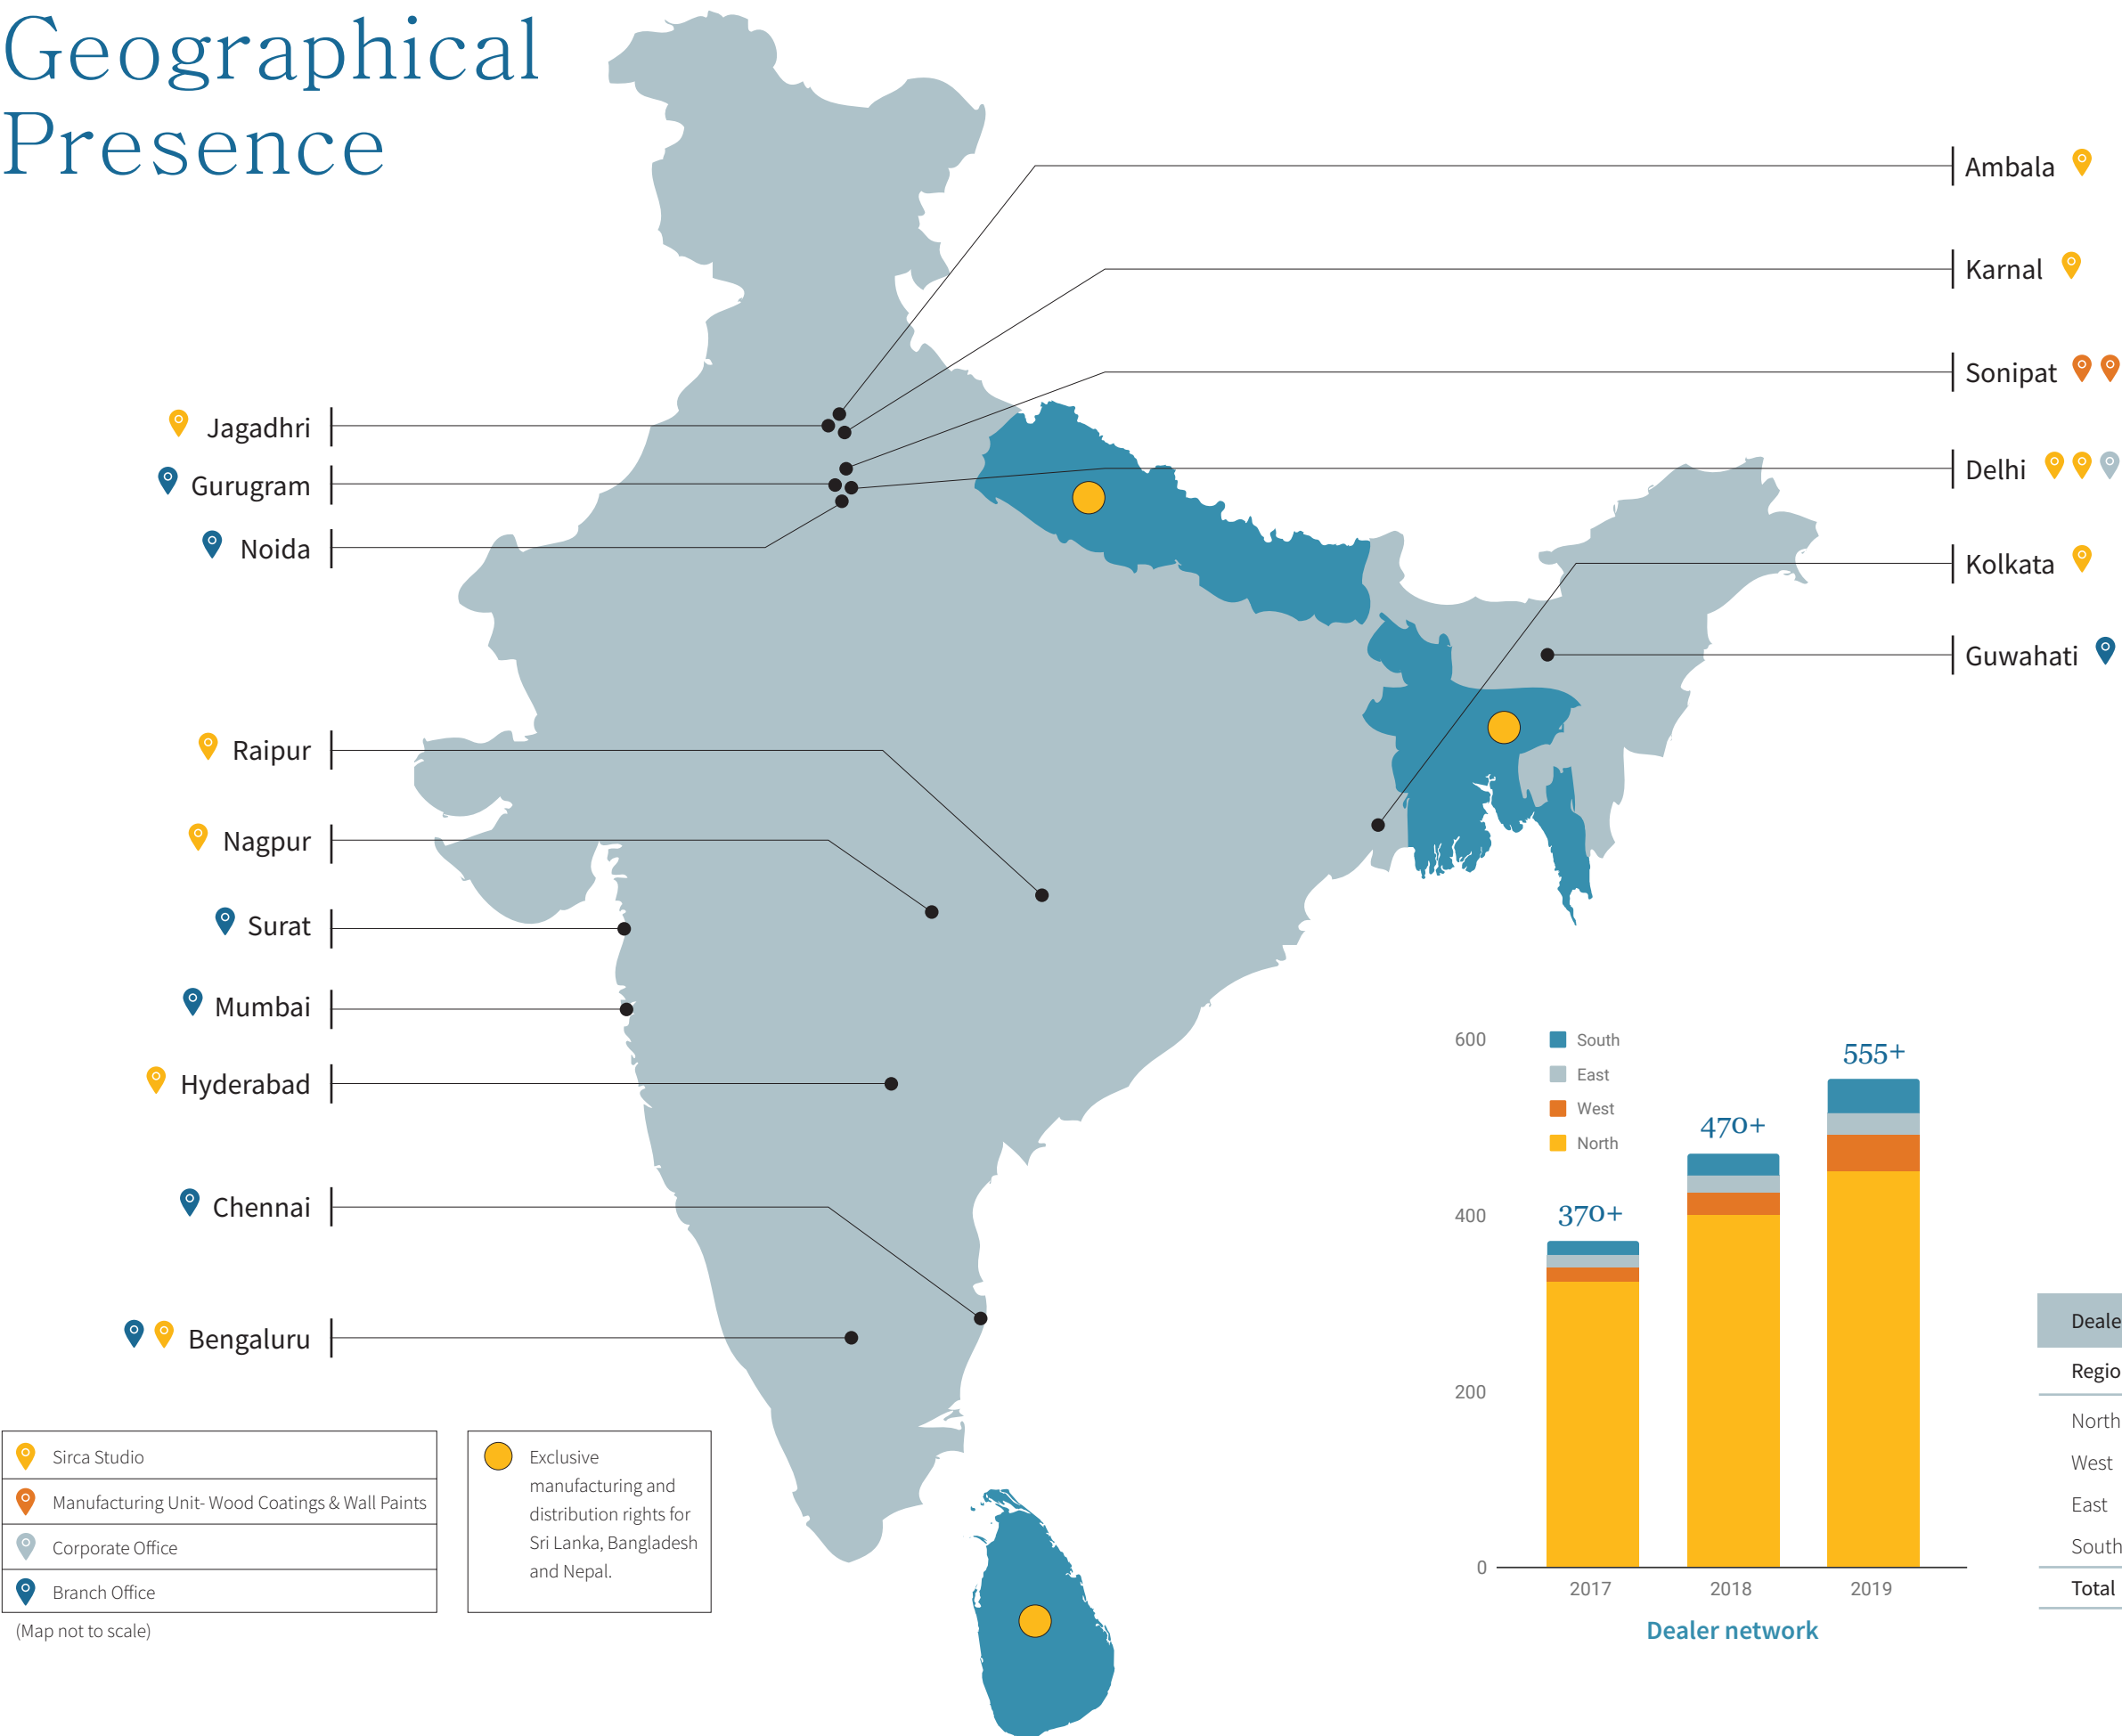 Geographical
Presence
Ambala
Karnal
Sonipat
Delhi
Kolkata
Guwahati
Jagadhri
Gurugram
Noida
Raipur
Nagpur
Surat
Mumbai
Hyderabad
Chennai
Bengaluru
Sirca Studio
Manufacturing Unit- Wood Coatings & Wall Paints
Corporate Office
Branch Office
(Map not to scale)
Exclusive
manufacturing and
distribution rights for
Sri Lanka, Bangladesh
and Nepal.
600
400
200
0
South
East
West
North
370+
470+
555+
2017
2018
2019
Dealer network
North
West
East
South
Total